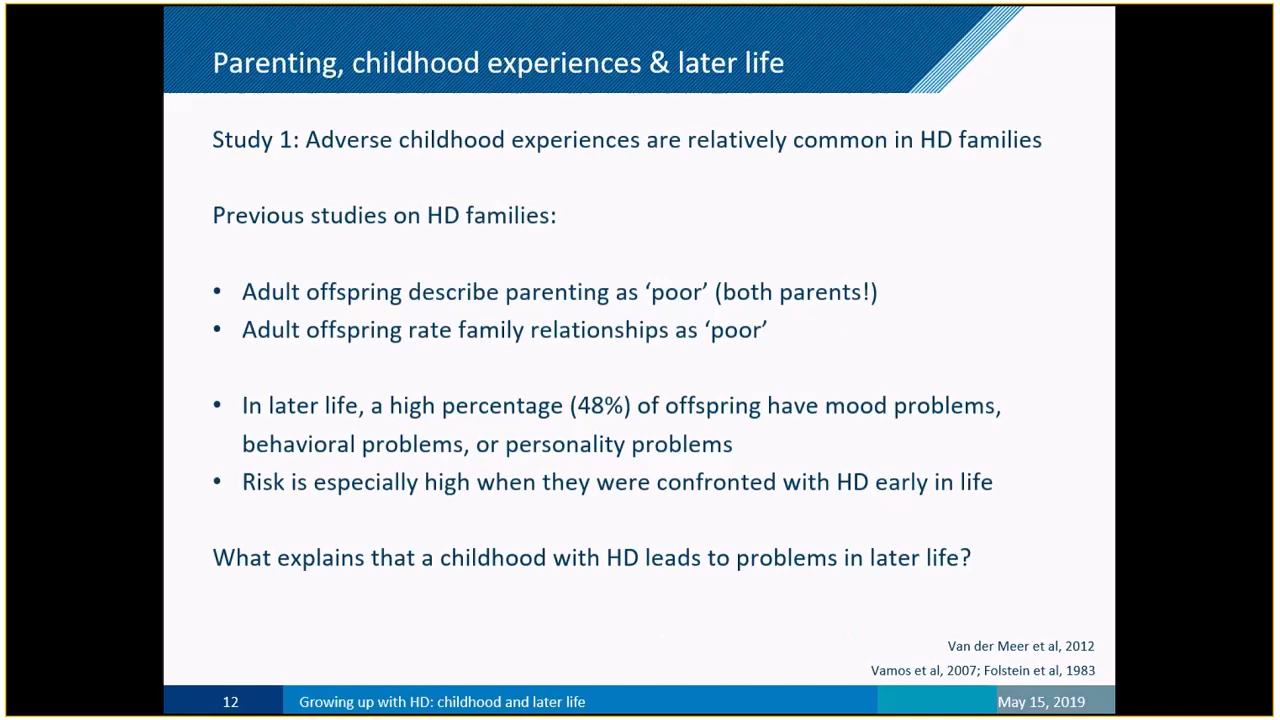 Parenting, childhood experiences & later life
Study 1: Adverse childhood experiences are relatively common in HD families
Previous studies on HD families:
• Adult offspring describe parenting as ‘poor’ (both parents!)
• Adult offspring rate family relationships as ‘poor’
• In later life, a high percentage (48%) of offspring have mood problems,
behavioral problems, or personality problems
• Risk is especially high when they were confronted with HD early in life
What explains that a childhood with HD leads to problems in later life?
Van der Meer et al, 2012
Vamos et al, 2007; Folstein et al, 1983
12 Growing up with HD: childhood and later life May 15, 2019